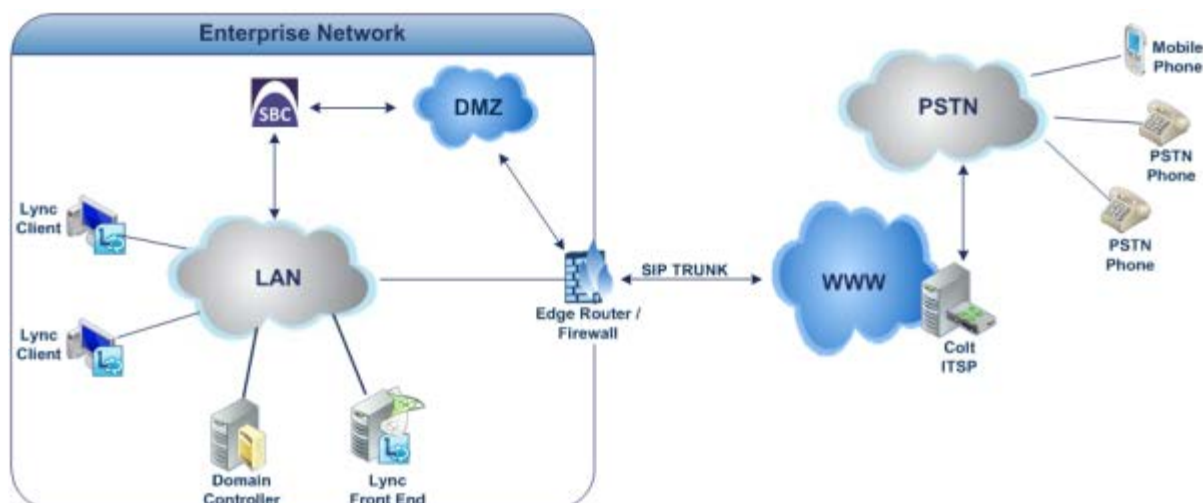 Enterprise Network
SBC
DMZ
PSTN
Mobile
Phone
PSTN
Phone
PSTN
Phone
Lync
Client
LAN
SIP TRUNK
WWW
Edge Router /
Firewall
Lync
Client
Colt
ITSP
Domain
Controller
Lync
Front End